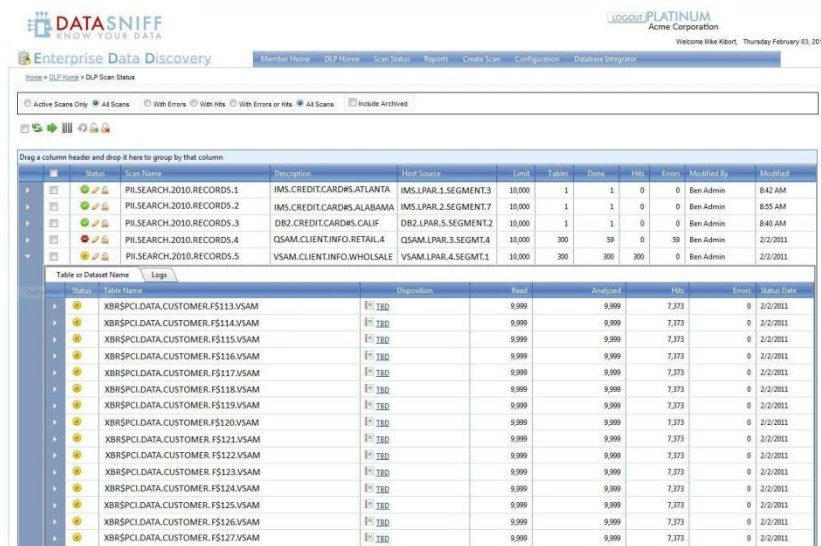 DATASNIFF
KNOW YOUR DATA
LOGOUT PLATINUM
Acme Corporation
Welcome Mike Kibort, Thursday February 03, 201
Enterprise Data Discovery
Member Home DLP Home Scan Status Reports Create Scan Configuration Database Integrator
Home > DLP Home > DLP Scan Status
Active Scans Only All Scans With Errors With Hits With Errors or Hits All Scans Include Archived
Drag a column header and drop it here to group by that column
Status Scan Name Description Host Source Limit Tables Done Hits Errors Modified By Modified
PII.SEARCH.2010.RECORDS.1 IMS.CREDIT.CARD#S.ATLANTA IMS.LPAR.1.SEGMENT.3 10,000 1 1 0 0 Ben Admin 8:42 AM
PII.SEARCH.2010.RECORDS.2 IMS.CREDIT.CARD#S.ALABAMA IMS.LPAR.2.SEGMENT.7 10,000 1 1 0 0 Ben Admin 8:55 AM
PII.SEARCH.2010.RECORDS.3 DB2.CREDIT.CARD#S.CALIF DB2.LPAR.5.SEGMENT.2 10,000 1 1 0 0 Ben Admin 8:40 AM
PII.SEARCH.2010.RECORDS.4 QSAM.CLIENT.INFO.RETAIL.4 QSAM.LPAR.3.SEGMT.4 10,000 300 59 0 59 Ben Admin 2/2/2011
PII.SEARCH.2010.RECORDS.5 VSAM.CLIENT.INFO.WHOLSALE VSAM.LPAR.4.SEGMT.1 10,000 300 300 300 0 Ben Admin 2/2/2011
Table or Dataset Name Logs
Status Table Name Disposition Read Analyzed Hits Errors Status Date
XBR$PCI.DATA.CUSTOMER.F$113.VSAM TBD 9,999 9,999 7,373 0 2/2/2011
XBR$PCI.DATA.CUSTOMER.F$114.VSAM TBD 9,999 9,999 7,373 0 2/2/2011
XBR$PCI.DATA.CUSTOMER.F$115.VSAM TBD 9,999 9,999 7,373 0 2/2/2011
XBR$PCI.DATA.CUSTOMER.F$116.VSAM TBD 9,999 9,999 7,373 0 2/2/2011
XBR$PCI.DATA.CUSTOMER.F$117.VSAM TBD 9,999 9,999 7,373 0 2/2/2011
XBR$PCI.DATA.CUSTOMER.F$118.VSAM TBD 9,999 9,999 7,373 0 2/2/2011
XBR$PCI.DATA.CUSTOMER.F$119.VSAM TBD 9,999 9,999 7,373 0 2/2/2011
XBR$PCI.DATA.CUSTOMER.F$120.VSAM TBD 9,999 9,999 7,373 0 2/2/2011
XBR$PCI.DATA.CUSTOMER.F$121.VSAM TBD 9,999 9,999 7,373 0 2/2/2011
XBR$PCI.DATA.CUSTOMER.F$122.VSAM TBD 9,999 9,999 7,373 0 2/2/2011
XBR$PCI.DATA.CUSTOMER.F$123.VSAM TBD 9,999 9,999 7,373 0 2/2/2011
XBR$PCI.DATA.CUSTOMER.F$124.VSAM TBD 9,999 9,999 7,373 0 2/2/2011
XBR$PCI.DATA.CUSTOMER.F$125.VSAM TBD 9,999 9,999 7,373 0 2/2/2011
XBR$PCI.DATA.CUSTOMER.F$126.VSAM TBD 9,999 9,999 7,373 0 2/2/2011
XBR$PCI.DATA.CUSTOMER.F$127.VSAM TBD 9,999 9,999 7,373 0 2/2/2011